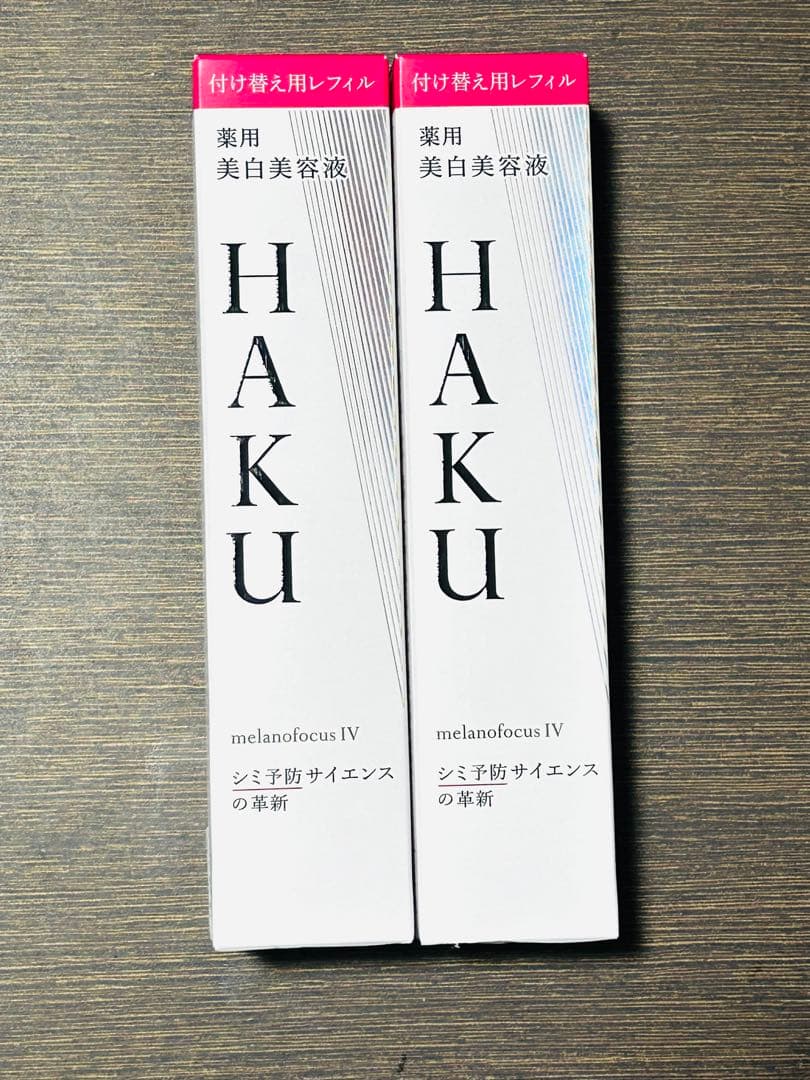 付け替え用レフィル
薬用
美白美容液
HAKU
melanofocus IV
シミ予防サイエンス
の革新
付け替え用レフィル
薬用
美白美容液
HAKU
melanofocus IV
シミ予防サイエンス
の革新